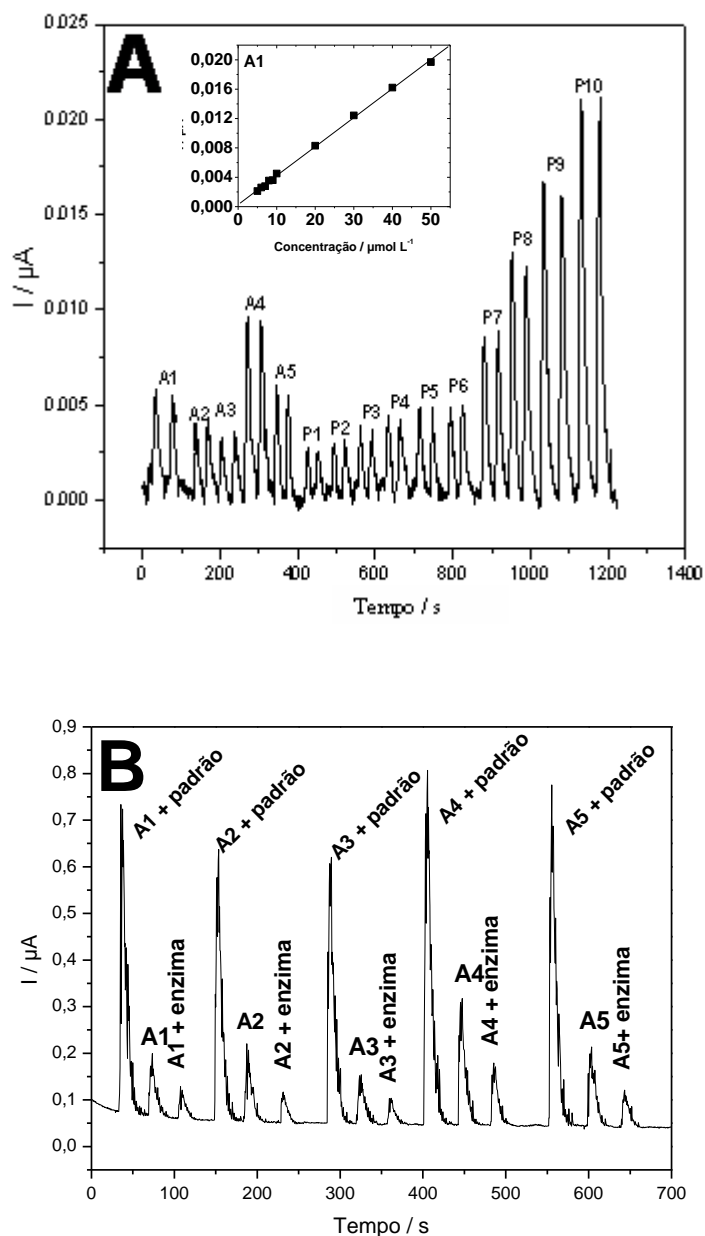 A
0.025
0.020
0.015
0.010
0.005
0.000
I / µA
A1
0,020
0,016
0,012
0,008
0,004
0,000
0 10 20 30 40 50
Concentração / µmol L⁻¹
A1
A2
A3
A4
A5
P1
P2
P3
P4
P5
P6
P7
P8
P9
P10
0 200 400 600 800 1000 1200 1400
Tempo / s
B
0,9
0,8
0,7
0,6
0,5
0,4
0,3
0,2
0,1
0,0
I / µA
A1 + padrão
A1
A1 + enzima
A2 + padrão
A2
A2 + enzima
A3 + padrão
A3
A3 + enzima
A4 + padrão
A4
A4 + enzima
A5 + padrão
A5
A5+ enzima
0 100 200 300 400 500 600 700
Tempo / s